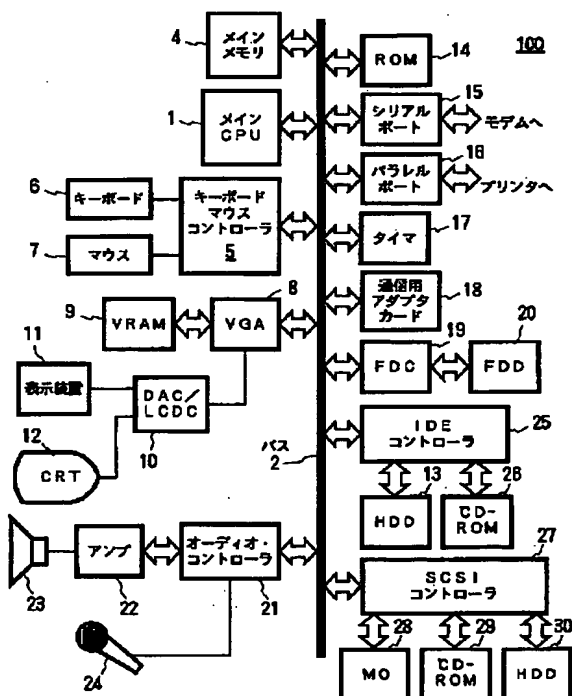 4
メイン
メモリ
1
メイン
CPU
6
キーボード
7
マウス
キーボード
マウス
コントローラ
5
8
9
VRAM
VGA
11
表示装置
DAC/
LCDC
10
12
CRT
バス
2
アンプ
22
オーディオ・
コントローラ
21
23
24
100
ROM
14
15
シリアル
ポート
モデムへ
16
パラレル
ポート
プリンタへ
タイマ
17
通信用
アダプタ
カード
18
19
20
FDC
FDD
IDE
コントローラ
25
13
26
HDD
CD-
ROM
27
SCSI
コントローラ
28
29
30
MO
CD-
ROM
HDD